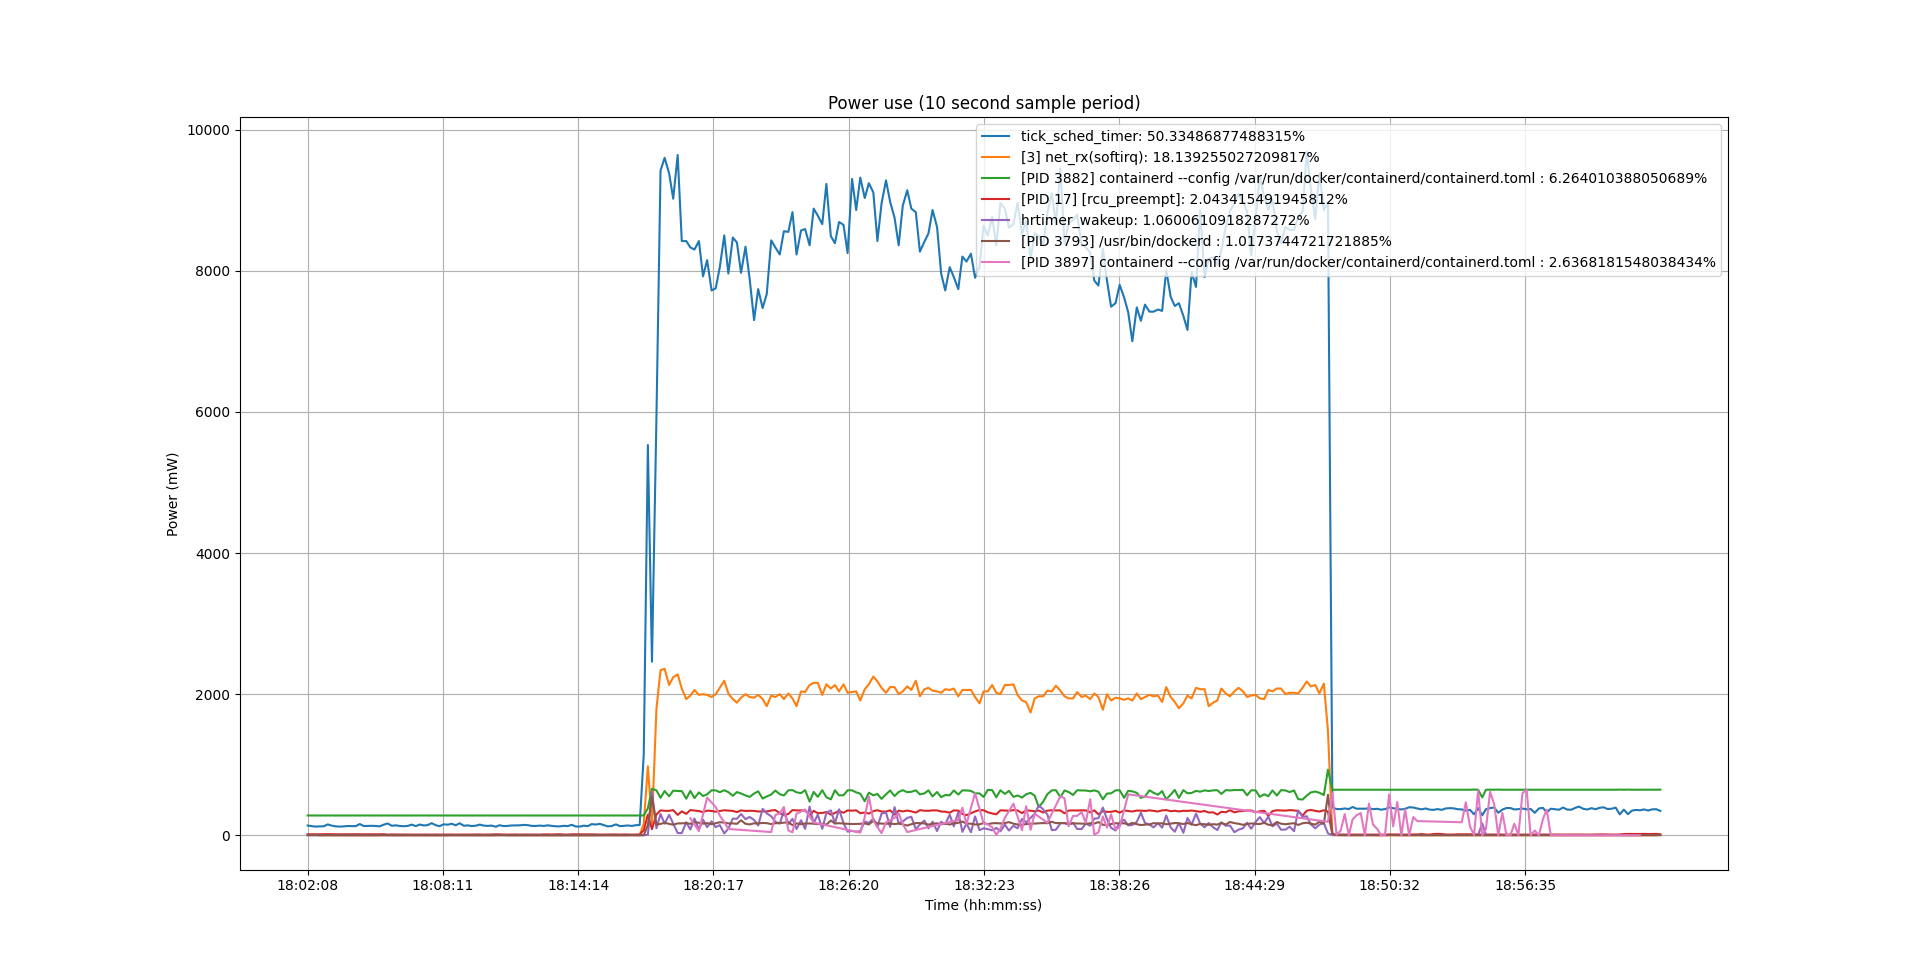 Power use (10 second sample period)
tick_sched_timer: 50.33486877488315%
[3] net_rx(softirq): 18.139255027209817%
[PID 3882] containerd --config /var/run/docker/containerd/containerd.toml : 6.264010388050689%
[PID 17] [rcu_preempt]: 2.043415491945812%
hrtimer_wakeup: 1.0600610918287272%
[PID 3793] /usr/bin/dockerd : 1.0173744721721885%
[PID 3897] containerd --config /var/run/docker/containerd/containerd.toml : 2.6368181548038434%
Power (mW)
10000
8000
6000
4000
2000
0
18:02:08 18:08:11 18:14:14 18:20:17 18:26:20 18:32:23 18:38:26 18:44:29 18:50:32 18:56:35
Time (hh:mm:ss)